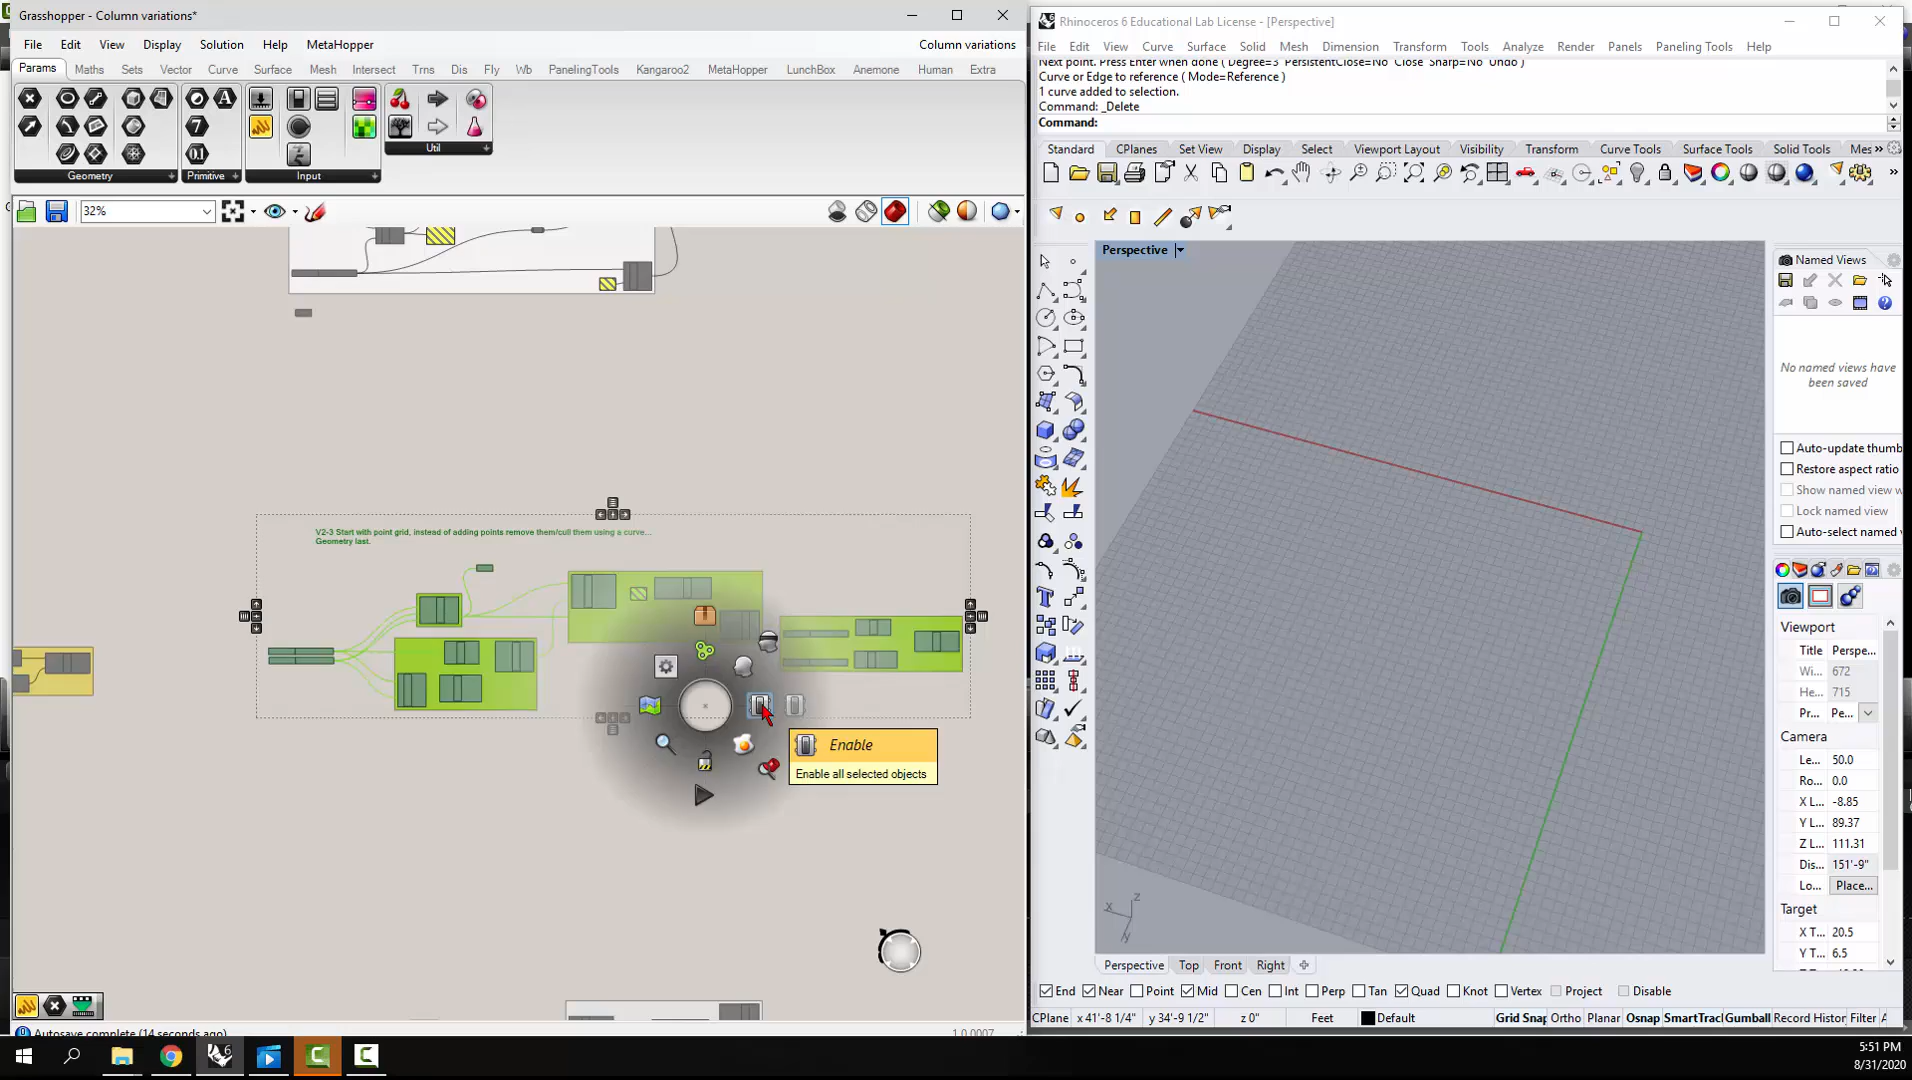 Grasshopper - Column variations*
File Edit View Display Solution Help MetaHopper Column variations
Params Maths Sets Vector Curve Surface Mesh Intersect Trns Dis Fly Wb PanelingTools Kangaroo2 MetaHopper LunchBox Anemone Human Extra
Geometry Primitive Input Util
32%
V2-3 Start with point grid, instead of adding points remove them/cull them using a curve...
Geometry last.
Enable
Enable all selected objects
Autosave complete (14 seconds ago)
1.0.0007
Rhinoceros 6 Educational Lab License - [Perspective]
File Edit View Curve Surface Solid Mesh Dimension Transform Tools Analyze Render Panels Paneling Tools Help
Next point. Press Enter when done ( Degree=3 PersistentClose=No Close Sharp=No Undo )
Curve or Edge to reference ( Mode=Reference )
1 curve added to selection.
Command: _Delete
Command:
Standard CPlanes Set View Display Select Viewport Layout Visibility Transform Curve Tools Surface Tools Solid Tools Mes »
Perspective
z
x
y
Named Views
No named views have
been saved
Auto-update thumb
Restore aspect ratio
Show named view w
Lock named view
Auto-select named v
Viewport
Title Perspe...
Wi... 672
He... 715
Pr... Pe...
Camera
Le... 50.0
Ro... 0.0
X L... -8.85
Y L... 89.37
Z L... 111.31
Dis... 151'-9"
Lo... Place...
Target
X T... 20.5
Y T... 6.5
Perspective Top Front Right
End Near Point Mid Cen Int Perp Tan Quad Knot Vertex Project Disable
CPlane x 41'-8 1/4" y 34'-9 1/2" z 0" Feet Default Grid Snap Ortho Planar Osnap SmartTrack Gumball Record History Filter A
5:51 PM
8/31/2020